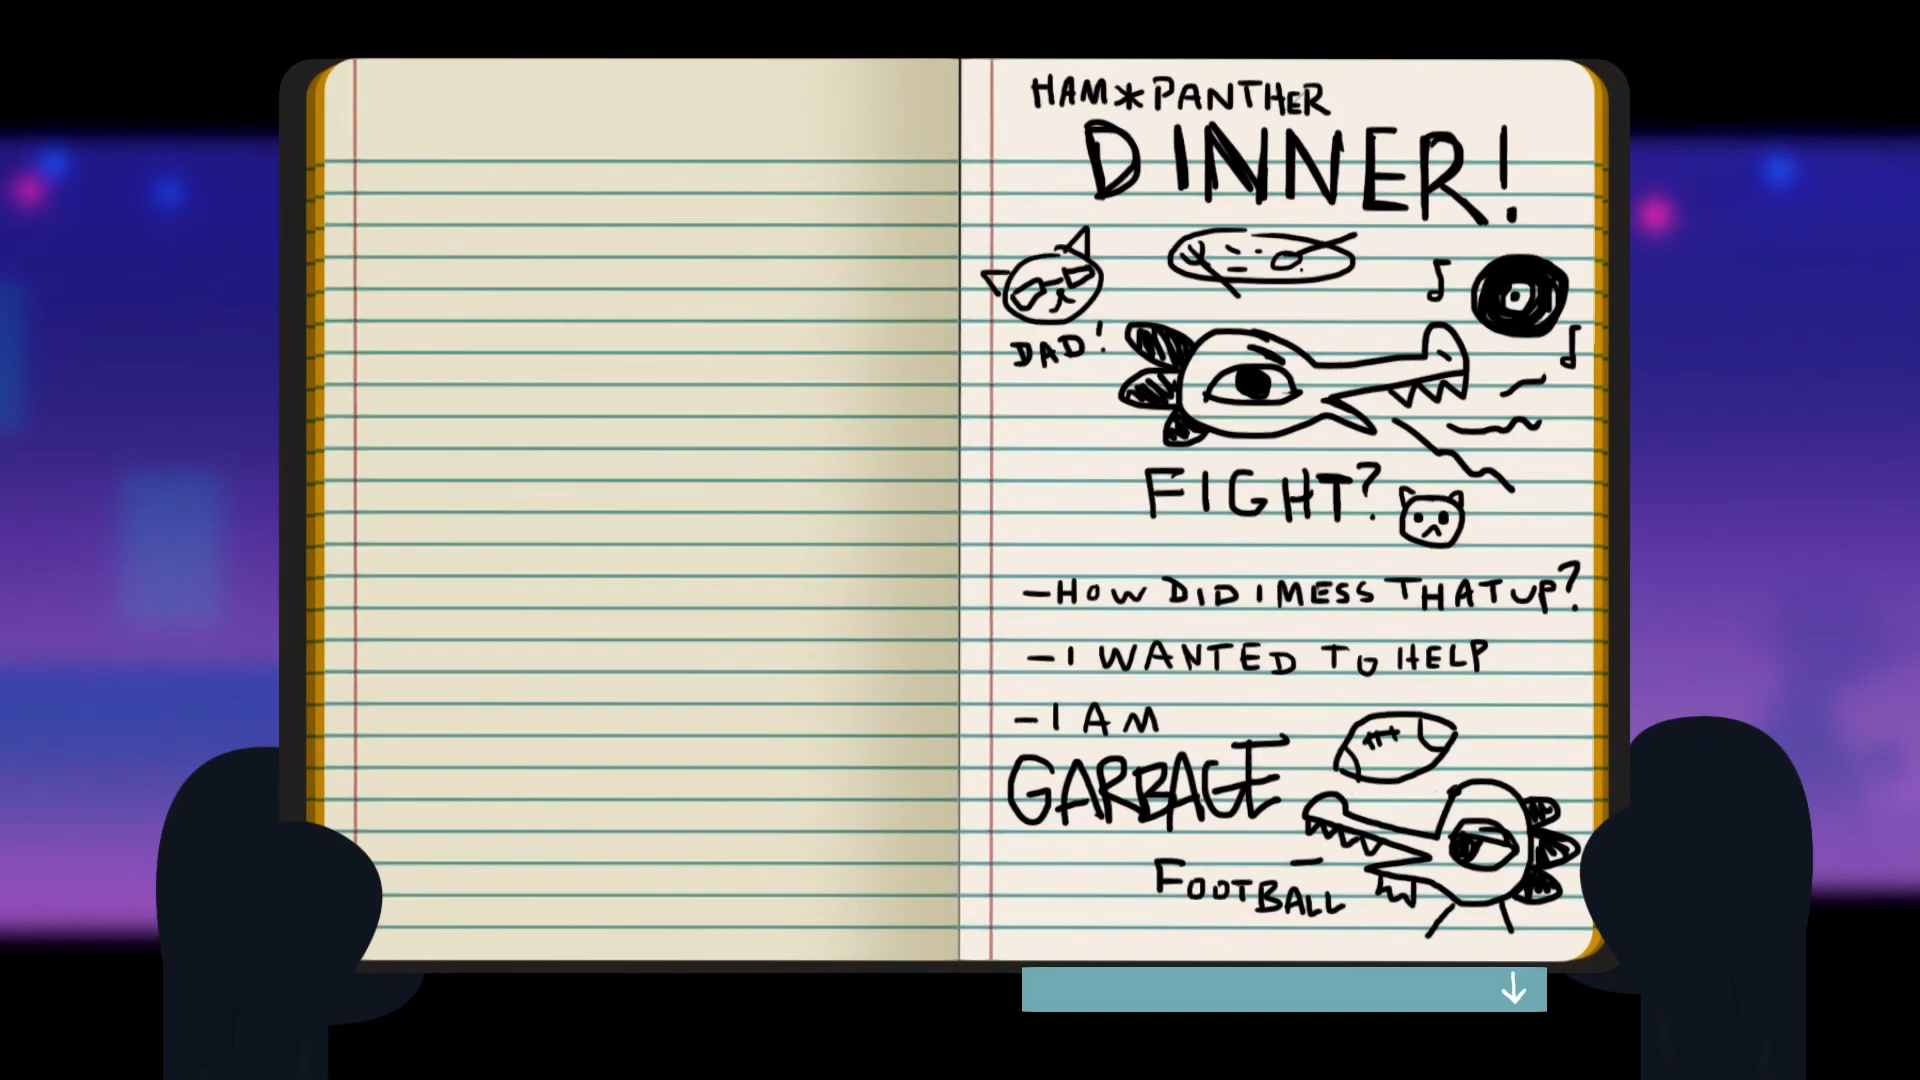 HAM*PANTHER
DINNER!
DAD!
FIGHT?
-HOW DID I MESS THAT UP?
-I WANTED TO HELP
-I AM
GARBAGE
FOOTBALL